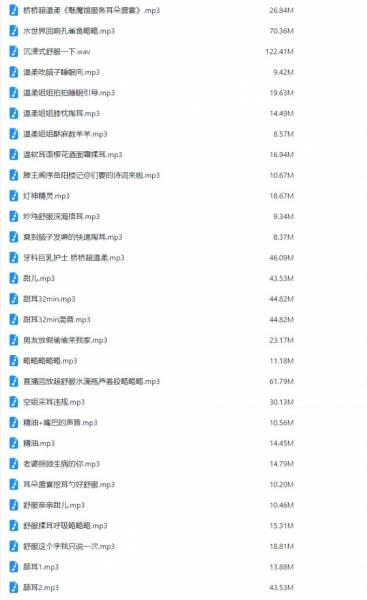 桥桥超温柔《魅魔馆服务耳朵盛宴》.mp3 26.84M
水世界回响孔雀鱼略略.mp3 70.36M
沉浸式舒服一下.wav 122.41M
温柔吃脑子睡眠向.mp3 9.42M
温柔姐姐拍拍睡眠引导.mp3 19.63M
温柔姐姐膝枕掏耳.mp3 14.49M
温柔姐姐酥麻数羊羊.mp3 8.57M
温软耳语樱花洒面霜揉耳.mp3 16.94M
滕王阁序岳阳楼记你们要的诗词来啦.mp3 10.67M
灯神精灵.mp3 18.67M
炒鸡舒服深海捂耳.mp3 9.34M
爽到脑子发嘛的快速掏耳.mp3 8.37M
牙科巨乳护士 桥桥超温柔.mp3 46.09M
甜儿.mp3 43.53M
甜耳32min.mp3 44.82M
甜耳32min混音.mp3 44.82M
男友放假偷偷来我家.mp3 23.17M
略略略略略.mp3 11.18M
直播回放超舒服水滴瓶芦荟胶略略略.mp3 61.79M
空姐采耳违规.mp3 30.13M
精油+嘴巴的声音.mp3 10.56M
精油.mp3 14.45M
老婆照顾生病的你.mp3 14.79M
耳朵盛宴挖耳勺好舒服.mp3 10.20M
舒服亲亲甜儿.mp3 10.46M
舒服揉耳呼吸略略略.mp3 15.31M
舒服这个字我只说一次.mp3 18.81M
舔耳1.mp3 13.88M
舔耳2.mp3 43.53M